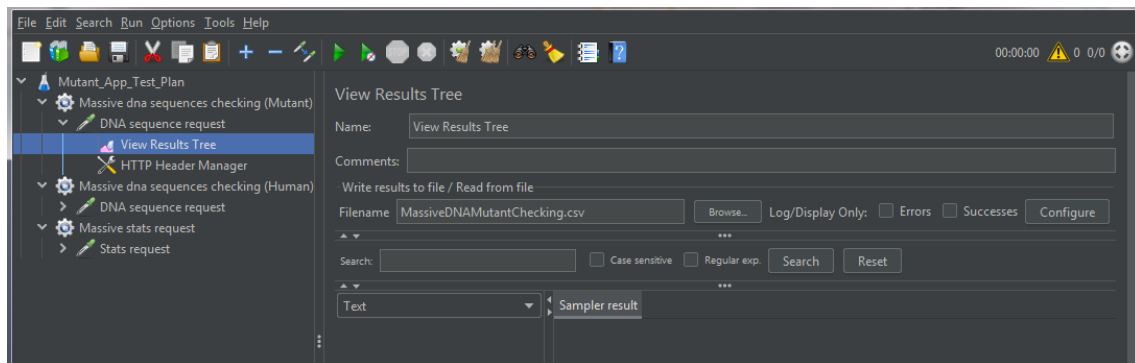 File Edit Search Run Options Tools Help
00:00:00 0 0/0
Mutant_App_Test_Plan
Massive dna sequences checking (Mutant)
DNA sequence request
View Results Tree
HTTP Header Manager
Massive dna sequences checking (Human)
DNA sequence request
Massive stats request
Stats request
View Results Tree
Name: View Results Tree
Comments:
Write results to file / Read from file
Filename MassiveDNAMutantChecking.csv Browse... Log/Display Only: Errors Successes Configure
Search: Case sensitive Regular exp. Search Reset
Text Sampler result